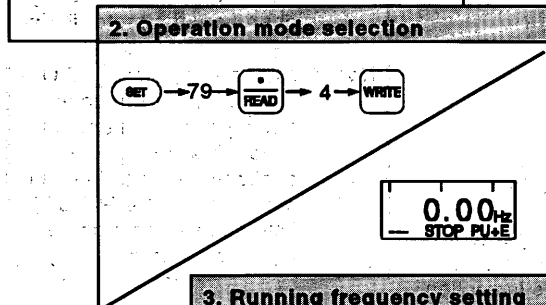 2. Operation mode selection
SET 79 READ 4 WRITE
0.00Hz
STOP PU+E
3. Running frequency setting